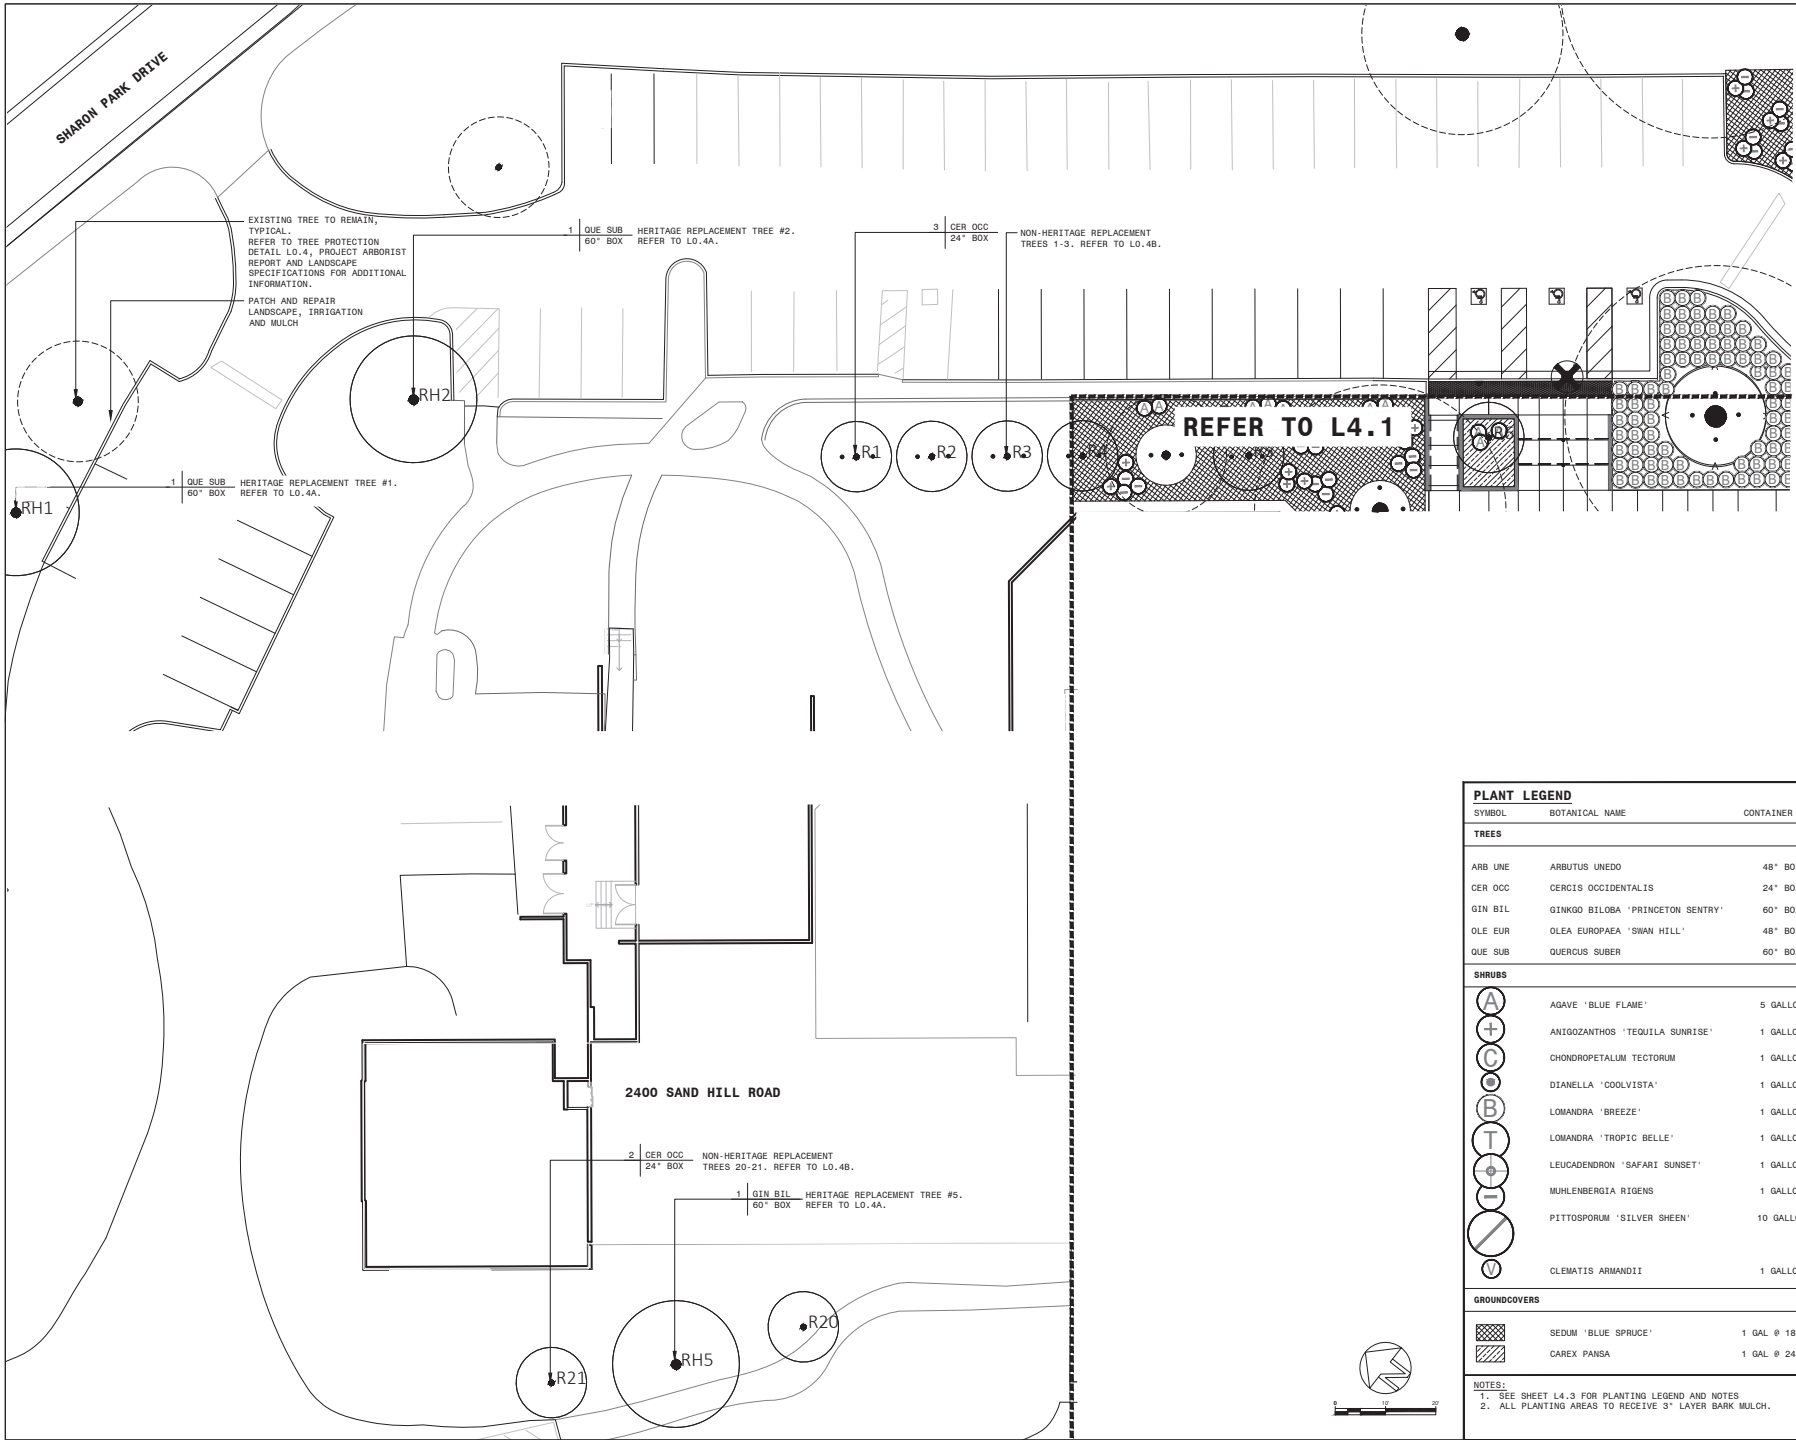 SHARON PARK DRIVE
EXISTING TREE TO REMAIN,
TYPICAL.
REFER TO TREE PROTECTION
DETAIL L0.4, PROJECT ARBORIST
REPORT AND LANDSCAPE
SPECIFICATIONS FOR ADDITIONAL
INFORMATION.
PATCH AND REPAIR
LANDSCAPE, IRRIGATION
AND MULCH
1 QUE SUB HERITAGE REPLACEMENT TREE #2.
60" BOX REFER TO L0.4A.
3 CER OCC
24" BOX
NON-HERITAGE REPLACEMENT
TREES 1-3. REFER TO L0.4B.
RH2
R1
R2
R3
REFER TO L4.1
1 QUE SUB HERITAGE REPLACEMENT TREE #1.
60" BOX REFER TO L0.4A.
RH1
2400 SAND HILL ROAD
2 CER OCC NON-HERITAGE REPLACEMENT
24" BOX TREES 20-21. REFER TO L0.4B.
1 GIN BIL HERITAGE REPLACEMENT TREE #5.
60" BOX REFER TO L0.4A.
R20
RH5
R21
PLANT LEGEND
SYMBOL BOTANICAL NAME CONTAINER
TREES
ARB UNE ARBUTUS UNEDO 48" BO
CER OCC CERCIS OCCIDENTALIS 24" BO
GIN BIL GINKGO BILOBA 'PRINCETON SENTRY' 60" BO
OLE EUR OLEA EUROPAEA 'SWAN HILL' 48" BO
QUE SUB QUERCUS SUBER 60" BO
SHRUBS
A AGAVE 'BLUE FLAME' 5 GALLO
+ ANIGOZANTHOS 'TEQUILA SUNRISE' 1 GALLO
C CHONDROPETALUM TECTORUM 1 GALLO
DIANELLA 'COOLVISTA' 1 GALLO
B LOMANDRA 'BREEZE' 1 GALLO
T LOMANDRA 'TROPIC BELLE' 1 GALLO
LEUCADENDRON 'SAFARI SUNSET' 1 GALLO
MUHLENBERGIA RIGENS 1 GALLO
PITTOSPORUM 'SILVER SHEEN' 10 GALL
V CLEMATIS ARMANDII 1 GALLO
GROUNDCOVERS
SEDUM 'BLUE SPRUCE' 1 GAL @ 18
CAREX PANSA 1 GAL @ 24
NOTES:
1. SEE SHEET L4.3 FOR PLANTING LEGEND AND NOTES
2. ALL PLANTING AREAS TO RECEIVE 3" LAYER BARK MULCH.
0 10' 20'